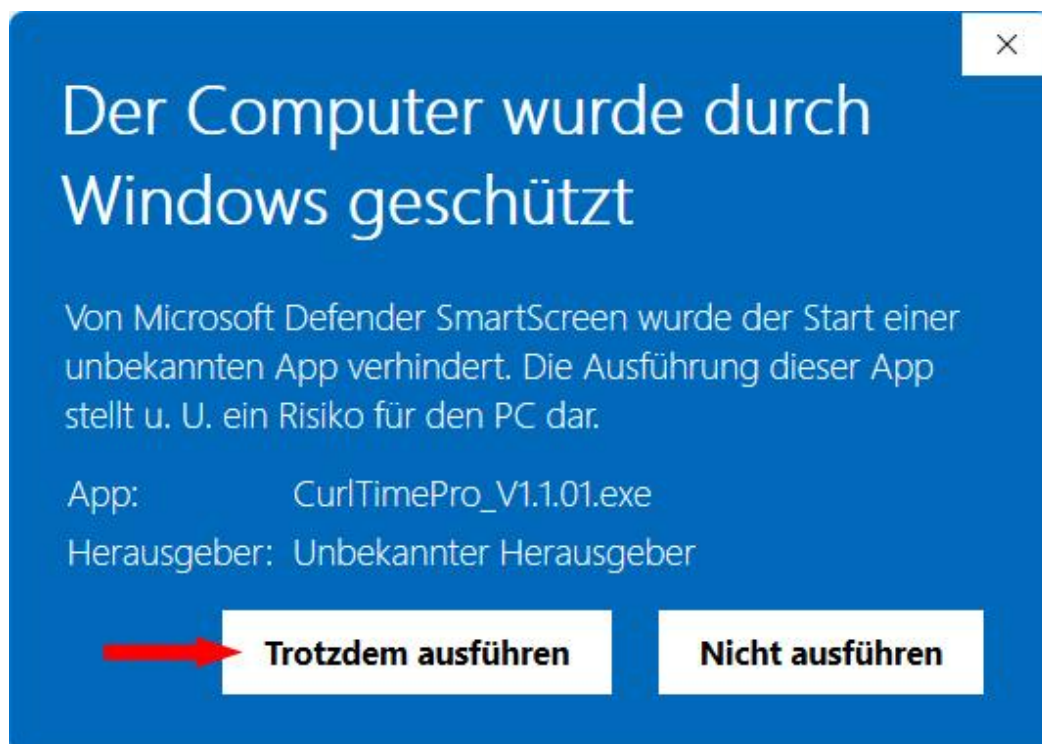 Der Computer wurde durch
Windows geschützt
Von Microsoft Defender SmartScreen wurde der Start einer
unbekannten App verhindert. Die Ausführung dieser App
stellt u. U. ein Risiko für den PC dar.
App: CurlTimePro_V1.1.01.exe
Herausgeber: Unbekannter Herausgeber
Trotzdem ausführen Nicht ausführen